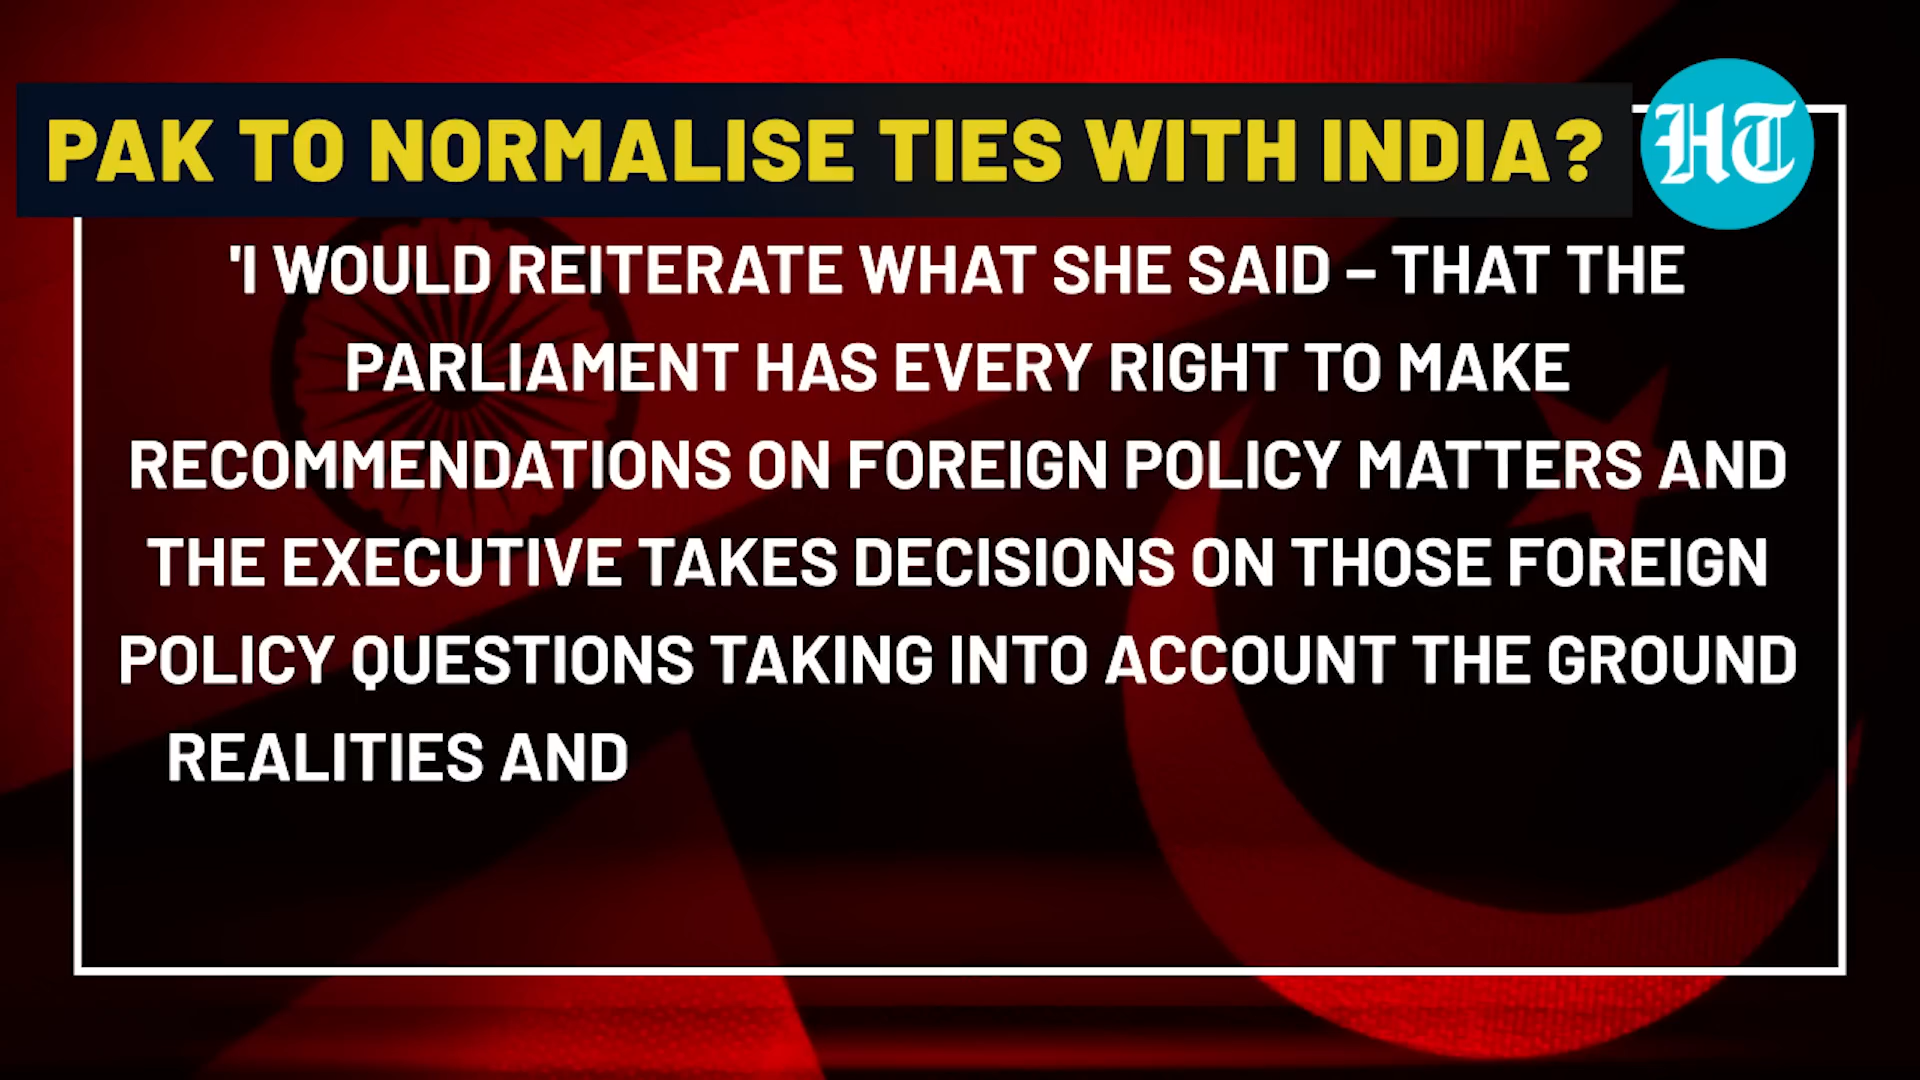 PAK TO NORMALISE TIES WITH INDIA?
HT
'I WOULD REITERATE WHAT SHE SAID – THAT THE
PARLIAMENT HAS EVERY RIGHT TO MAKE
RECOMMENDATIONS ON FOREIGN POLICY MATTERS AND
THE EXECUTIVE TAKES DECISIONS ON THOSE FOREIGN
POLICY QUESTIONS TAKING INTO ACCOUNT THE GROUND
REALITIES AND